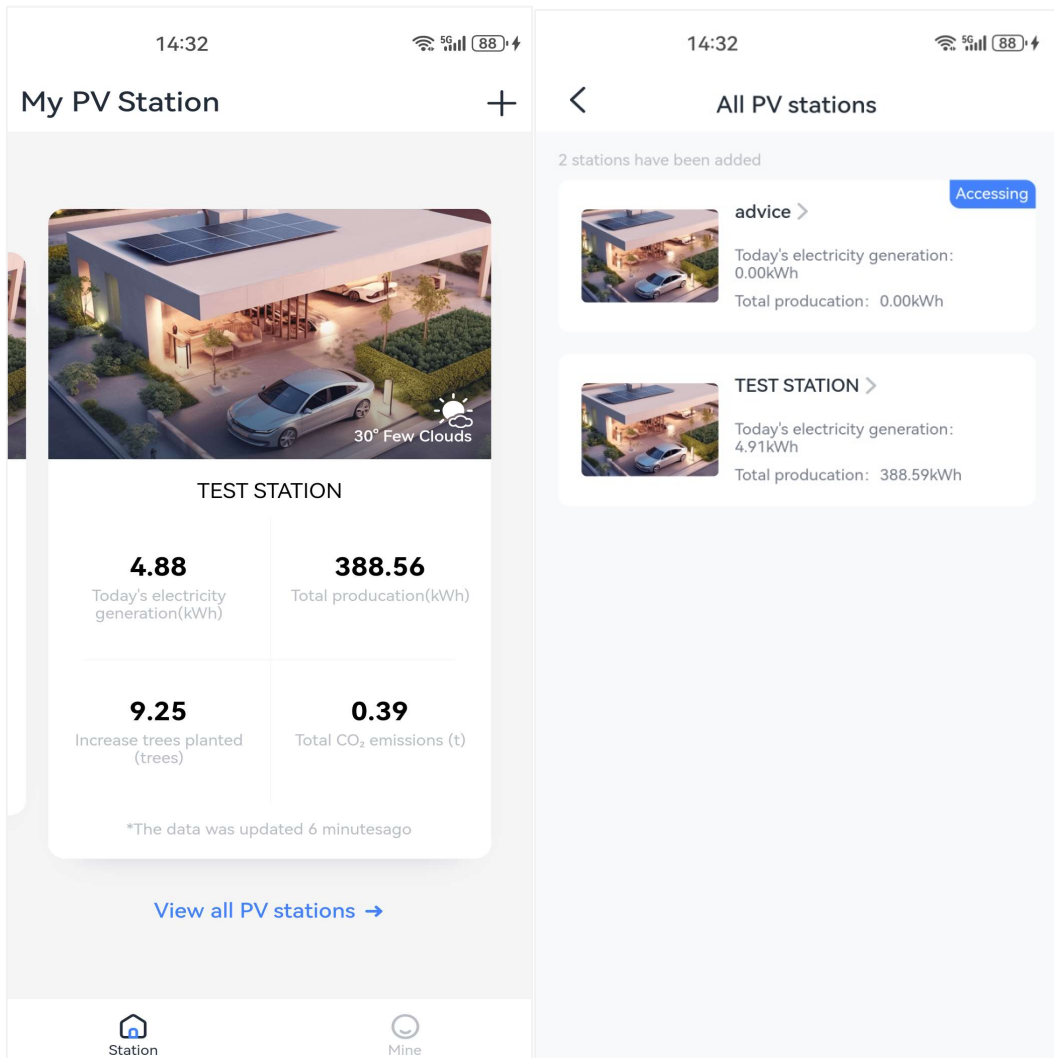 14:32
5G 88
My PV Station
30° Few Clouds
TEST STATION
4.88
Today's electricity
generation(kWh)
388.56
Total producation(kWh)
9.25
Increase trees planted
(trees)
0.39
Total CO₂ emissions (t)
*The data was updated 6 minutesago
View all PV stations →
Station
Mine
14:32
5G 88
All PV stations
2 stations have been added
Accessing
advice
Today's electricity generation:
0.00kWh
Total producation: 0.00kWh
TEST STATION
Today's electricity generation:
4.91kWh
Total producation: 388.59kWh